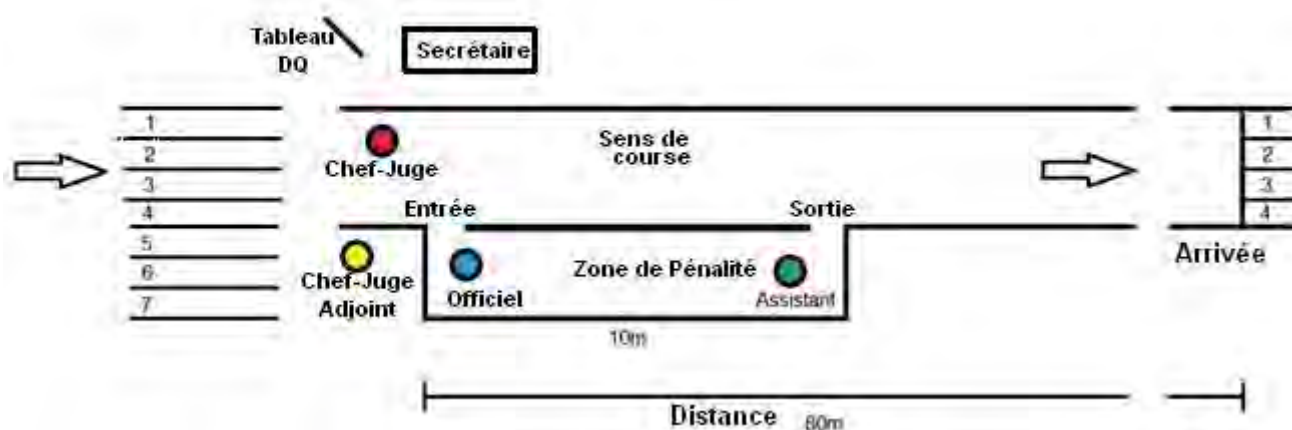 Tableau
DQ
Secrétaire
1
2
3
4
5
6
7
Chef-Juge
Sens de
course
1
2
3
4
Entrée
Sortie
Arrivée
Chef-Juge
Adjoint
Officiel
Zone de Pénalité
Assistant
10m
Distance
80m